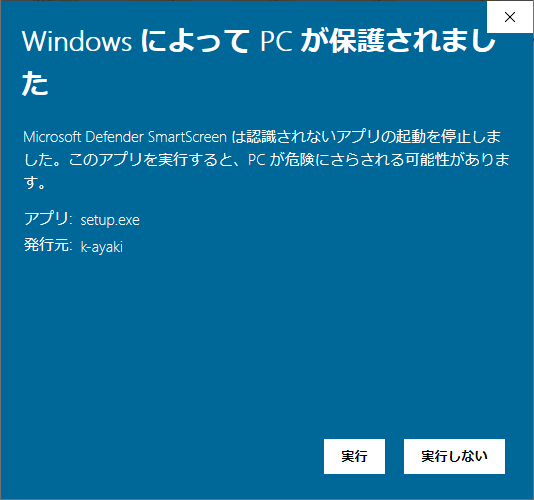 Windows によって PC が保護されまし
た
Microsoft Defender SmartScreen は認識されないアプリの起動を停止しま
した。このアプリを実行すると、PC が危険にさらされる可能性がありま
す。
アプリ: setup.exe
発行元: k-ayaki
実行 実行しない